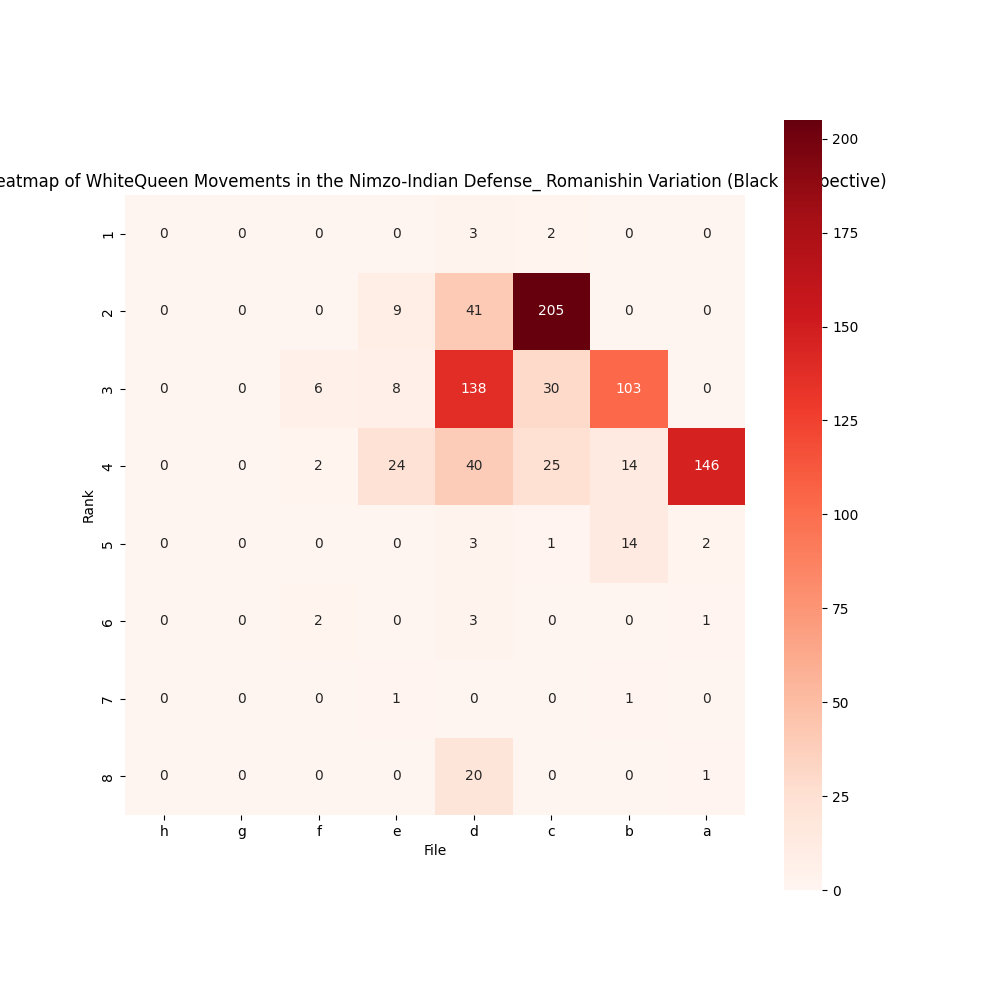 eatmap of WhiteQueen Movements in the Nimzo-Indian Defense_ Romanishin Variation (Black pective)
Rank
1 0 0 0 0 3 2 0 0
2 0 0 0 9 41 205 0 0
3 0 0 6 8 138 30 103 0
4 0 0 2 24 40 25 14 146
5 0 0 0 0 3 1 14 2
6 0 0 2 0 3 0 0 1
7 0 0 0 1 0 0 1 0
8 0 0 0 0 20 0 0 1
h g f e d c b a
File
200
175
150
125
100
75
50
25
0